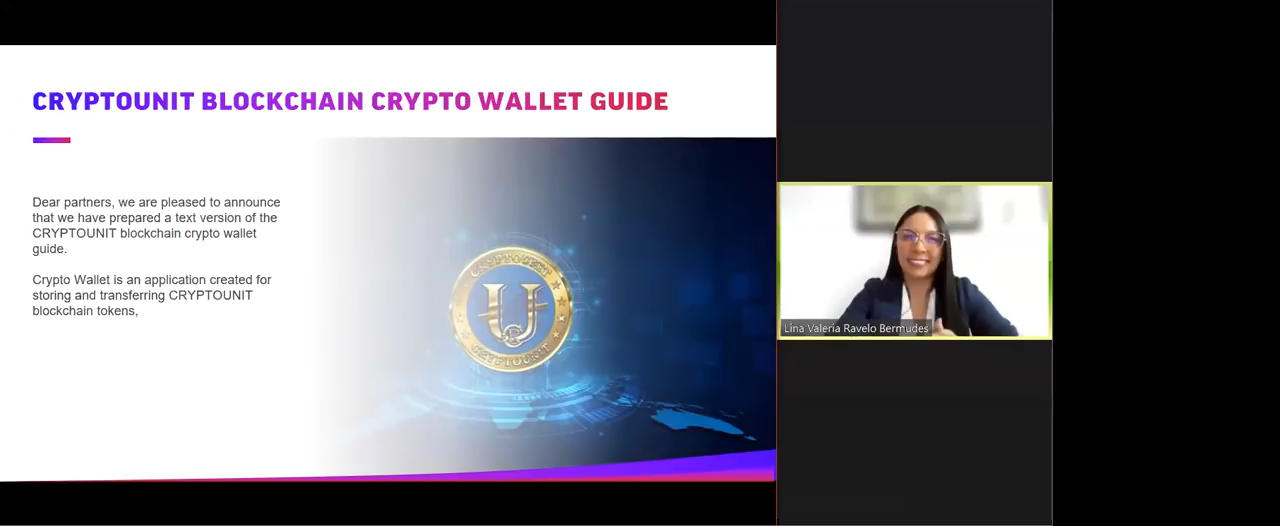 CRYPTOUNIT BLOCKCHAIN CRYPTO WALLET GUIDE
Dear partners, we are pleased to announce
that we have prepared a text version of the
CRYPTOUNIT blockchain crypto wallet
guide.
Crypto Wallet is an application created for
storing and transferring CRYPTOUNIT
blockchain tokens,
CRYPTOUNIT
CRYPTOUNIT
Lina Valeria Ravelo Bermudes